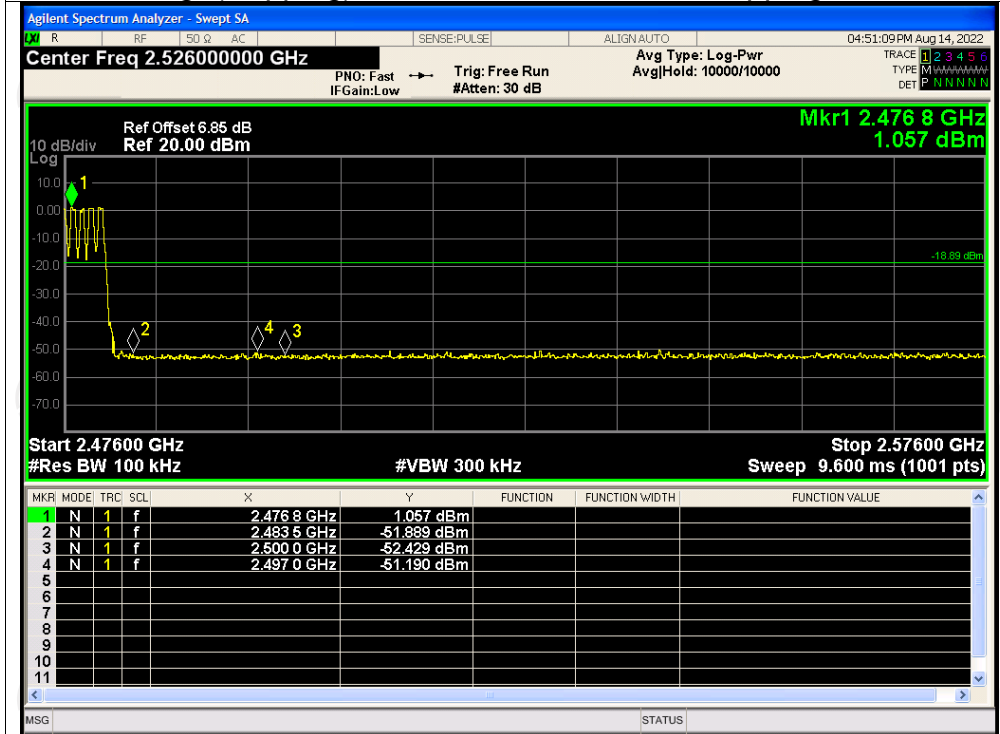 Agilent Spectrum Analyzer - Swept SA
LXI R RF 50 Ω AC SENSE:PULSE ALIGN AUTO 04:51:09 PM Aug 14, 2022
Center Freq 2.526000000 GHz
PNO: Fast
IFGain:Low
Trig: Free Run
#Atten: 30 dB
Avg Type: Log-Pwr
Avg|Hold: 10000/10000
TRACE 1 2 3 4 5 6
TYPE M
DET P N N N N N
Mkr1 2.476 8 GHz
1.057 dBm
Ref Offset 6.85 dB
10 dB/div Ref 20.00 dBm
Log
10.0
0.00
-10.0
-20.0
-30.0
-40.0
-50.0
-60.0
-70.0
1
-18.89 dBm
2
4
3
Start 2.47600 GHz Stop 2.57600 GHz
#Res BW 100 kHz #VBW 300 kHz Sweep 9.600 ms (1001 pts)
MKR MODE TRC SCL X Y FUNCTION FUNCTION WIDTH FUNCTION VALUE
1 N 1 f 2.476 8 GHz 1.057 dBm
2 N 1 f 2.483 5 GHz -51.889 dBm
3 N 1 f 2.500 0 GHz -52.429 dBm
4 N 1 f 2.497 0 GHz -51.190 dBm
5
6
7
8
9
10
11
MSG STATUS